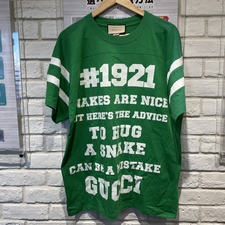 #1921
SNAKES ARE NICE
BUT HERE'S THE ADVICE
TO HUG
A SNAKE
CAN BE A MISTAKE
GUCCI